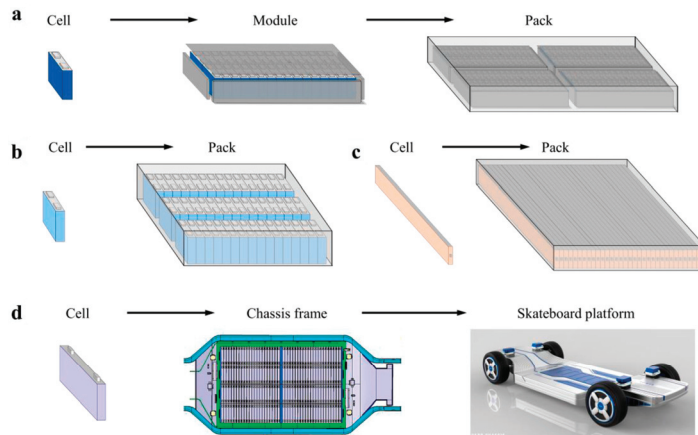 a Cell Module Pack
b Cell Pack
c Cell Pack
d Cell Chassis frame Skateboard platform